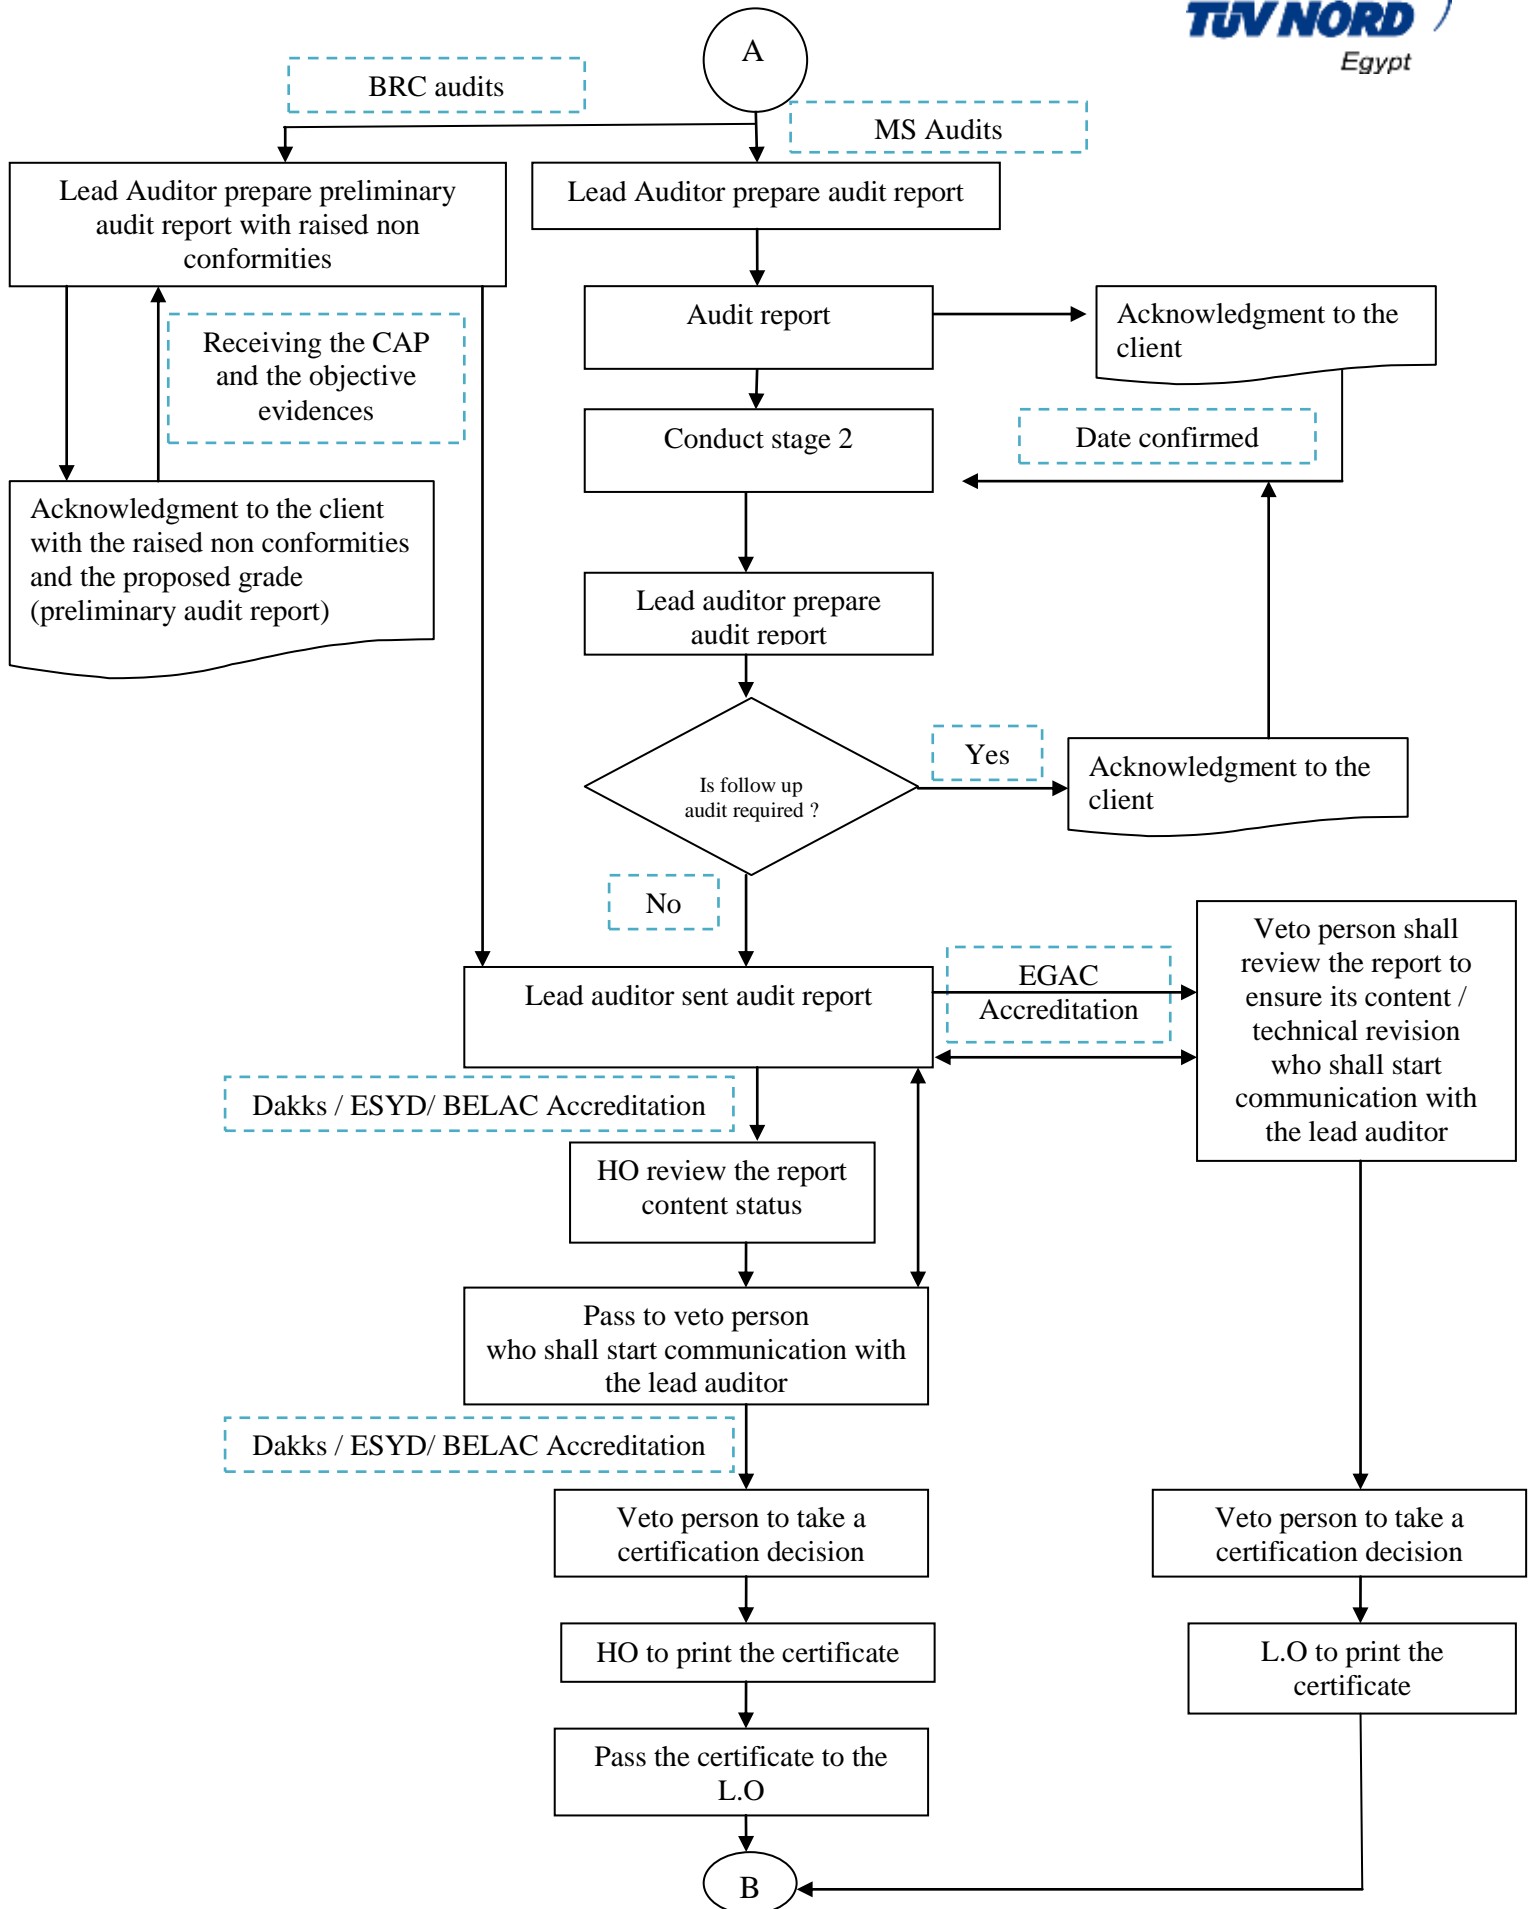 TÜV NORD
Egypt
A
BRC audits
MS Audits
Lead Auditor prepare preliminary
audit report with raised non
conformities
Lead Auditor prepare audit report
Audit report
Acknowledgment to the
client
Receiving the CAP
and the objective
evidences
Conduct stage 2
Date confirmed
Acknowledgment to the client
with the raised non conformities
and the proposed grade
(preliminary audit report)
Lead auditor prepare
audit report
Is follow up
audit required ?
Yes
Acknowledgment to the
client
No
Lead auditor sent audit report
EGAC
Accreditation
Veto person shall
review the report to
ensure its content /
technical revision
who shall start
communication with
the lead auditor
Dakks / ESYD/ BELAC Accreditation
HO review the report
content status
Pass to veto person
who shall start communication with
the lead auditor
Dakks / ESYD/ BELAC Accreditation
Veto person to take a
certification decision
Veto person to take a
certification decision
HO to print the certificate
L.O to print the
certificate
Pass the certificate to the
L.O
B